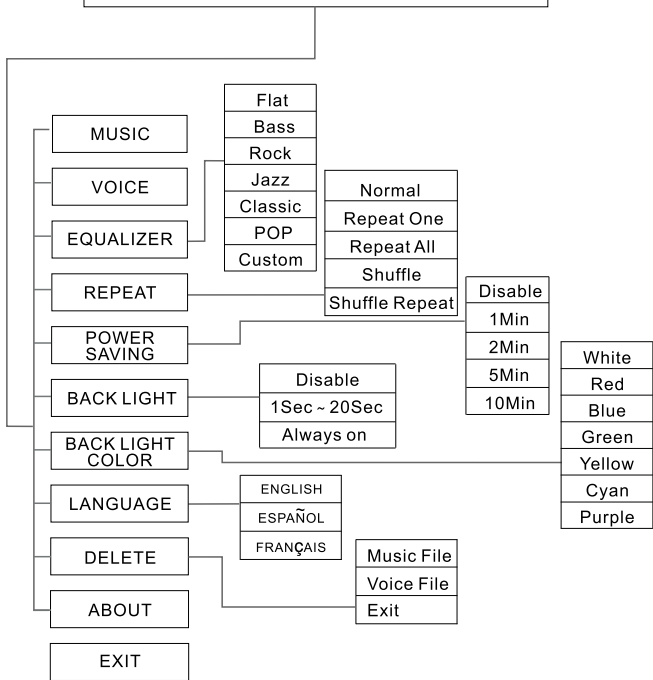 MUSIC
VOICE
EQUALIZER
REPEAT
POWER
SAVING
BACK LIGHT
BACK LIGHT
COLOR
LANGUAGE
DELETE
ABOUT
EXIT
Flat
Bass
Rock
Jazz
Classic
POP
Custom
Normal
Repeat One
Repeat All
Shuffle
Shuffle Repeat
Disable
1Min
2Min
5Min
10Min
Disable
1Sec ~ 20Sec
Always on
White
Red
Blue
Green
Yellow
Cyan
Purple
ENGLISH
ESPAÑOL
FRANÇAIS
Music File
Voice File
Exit